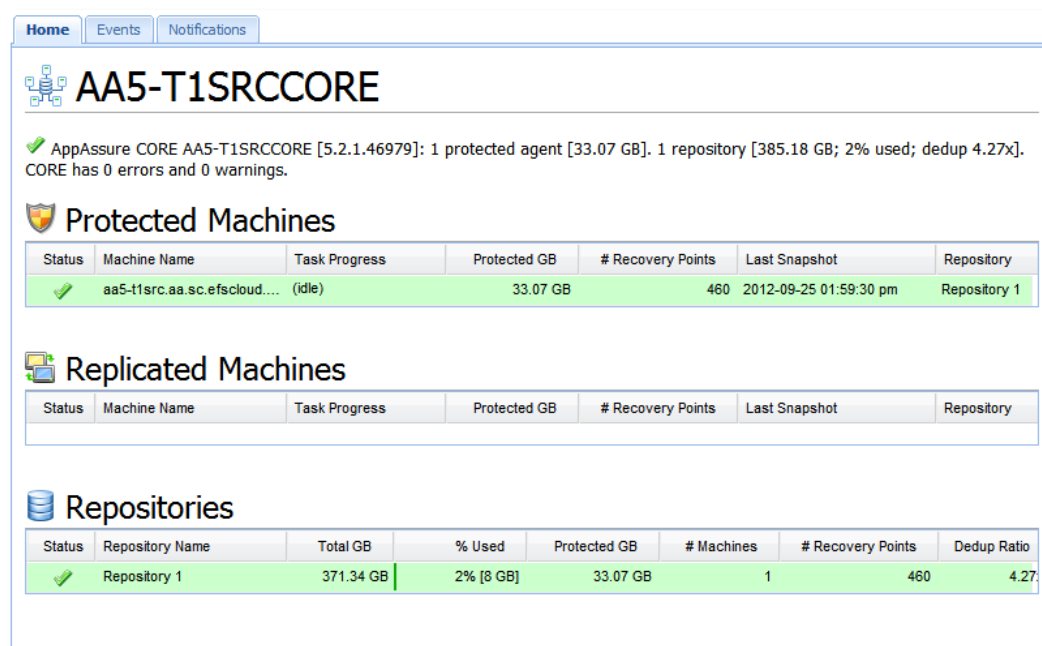 Home Events Notifications
AA5-T1SRCCORE
AppAssure CORE AA5-T1SRCCORE [5.2.1.46979]: 1 protected agent [33.07 GB]. 1 repository [385.18 GB; 2% used; dedup 4.27x].
CORE has 0 errors and 0 warnings.
Protected Machines
Status Machine Name Task Progress Protected GB # Recovery Points Last Snapshot Repository
aa5-t1src.aa.sc.efscloud.... (idle) 33.07 GB 460 2012-09-25 01:59:30 pm Repository 1
Replicated Machines
Status Machine Name Task Progress Protected GB # Recovery Points Last Snapshot Repository
Repositories
Status Repository Name Total GB % Used Protected GB # Machines # Recovery Points Dedup Ratio
Repository 1 371.34 GB 2% [8 GB] 33.07 GB 1 460 4.27